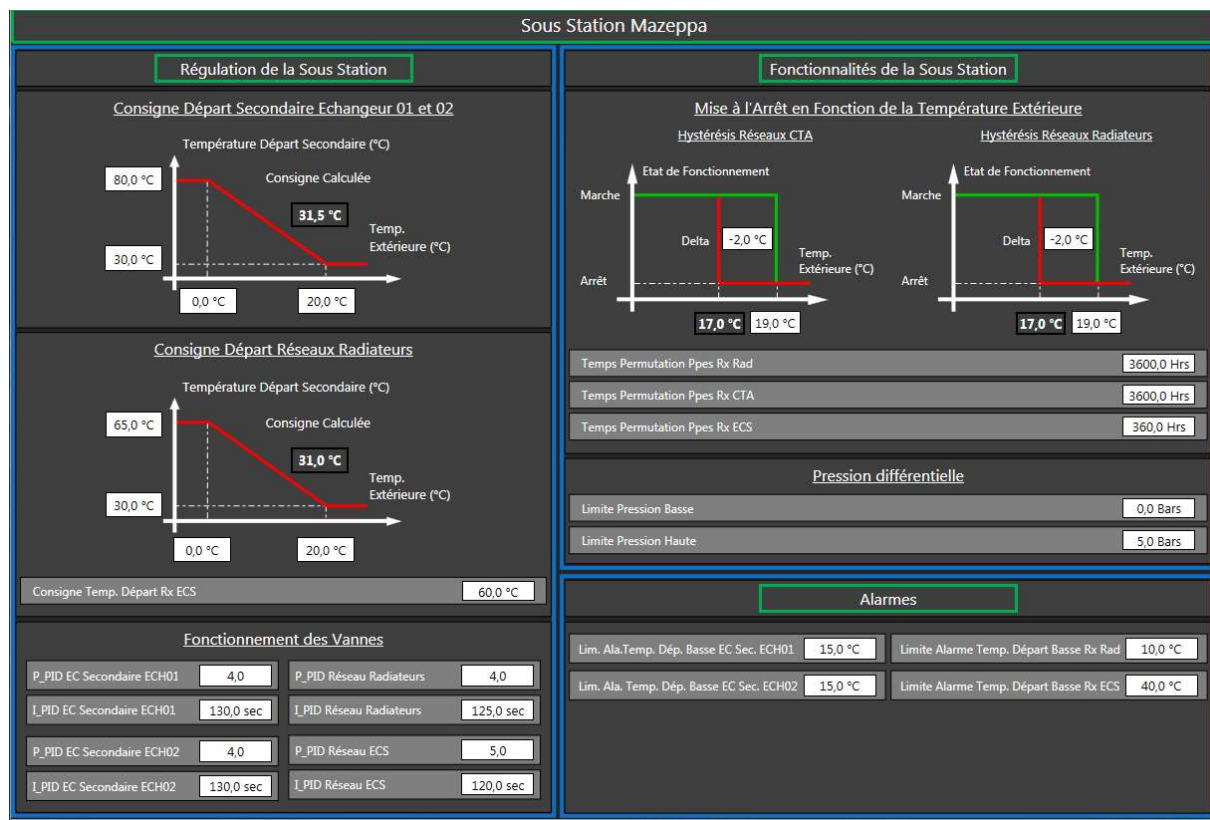 Sous Station Mazeppa
Régulation de la Sous Station
Consigne Départ Secondaire Echangeur 01 et 02
Température Départ Secondaire (°C)
80,0 °C
Consigne Calculée
31,5 °C
Temp.
Extérieure (°C)
30,0 °C
0,0 °C 20,0 °C
Consigne Départ Réseaux Radiateurs
Température Départ Secondaire (°C)
65,0 °C
Consigne Calculée
31,0 °C
Temp.
Extérieure (°C)
30,0 °C
0,0 °C 20,0 °C
Consigne Temp. Départ Rx ECS 60,0 °C
Fonctionnement des Vannes
P_PID EC Secondaire ECH01 4,0 P_PID Réseau Radiateurs 4,0
I_PID EC Secondaire ECH01 130,0 sec I_PID Réseau Radiateurs 125,0 sec
P_PID EC Secondaire ECH02 4,0 P_PID Réseau ECS 5,0
I_PID EC Secondaire ECH02 130,0 sec I_PID Réseau ECS 120,0 sec
Fonctionnalités de la Sous Station
Mise à l'Arrêt en Fonction de la Température Extérieure
Hystérésis Réseaux CTA
Etat de Fonctionnement
Marche
Delta -2,0 °C
Temp.
Extérieure (°C)
Arrêt
17,0 °C 19,0 °C
Hystérésis Réseaux Radiateurs
Etat de Fonctionnement
Marche
Delta -2,0 °C
Temp.
Extérieure (°C)
Arrêt
17,0 °C 19,0 °C
Temps Permutation Ppes Rx Rad 3600,0 Hrs
Temps Permutation Ppes Rx CTA 3600,0 Hrs
Temps Permutation Ppes Rx ECS 360,0 Hrs
Pression différentielle
Limite Pression Basse 0,0 Bars
Limite Pression Haute 5,0 Bars
Alarmes
Lim. Ala.Temp. Dép. Basse EC Sec. ECH01 15,0 °C Limite Alarme Temp. Départ Basse Rx Rad 10,0 °C
Lim. Ala. Temp. Dép. Basse EC Sec. ECH02 15,0 °C Limite Alarme Temp. Départ Basse Rx ECS 40,0 °C